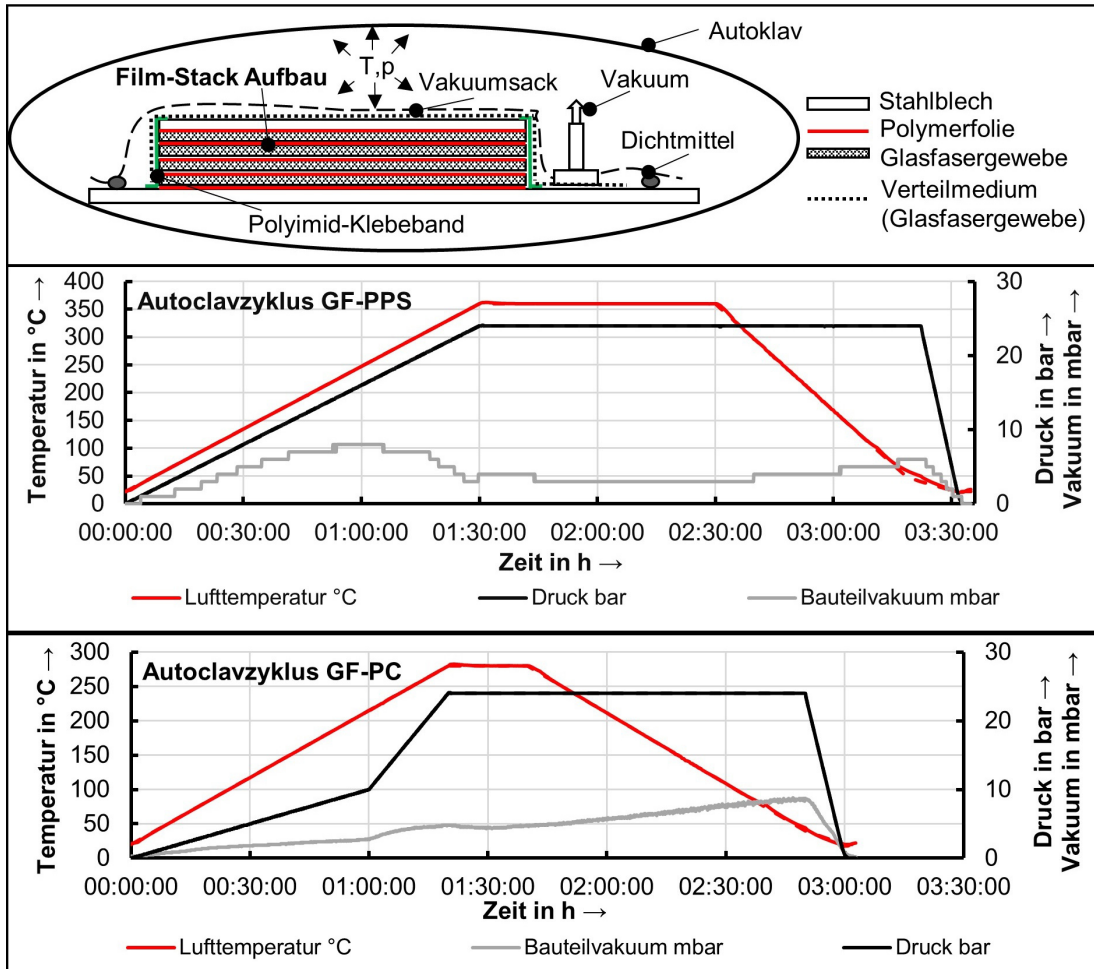 Autoklav
T,p
Film-Stack Aufbau
Vakuumsack
Vakuum
Dichtmittel
Polyimid-Klebeband
Stahlblech
Polymerfolie
Glasfasergewebe
Verteilmedium
(Glasfasergewebe)
Autoclavzyklus GF-PPS
Temperatur in °C →
400
350
300
250
200
150
100
50
0
30
20
10
0
Druck in bar →
Vakuum in mbar →
00:00:00 00:30:00 01:00:00 01:30:00 02:00:00 02:30:00 03:00:00 03:30:00
Zeit in h →
Lufttemperatur °C Druck bar Bauteilvakuum mbar
Autoclavzyklus GF-PC
Temperatur in °C →
300
250
200
150
100
50
0
30
20
10
0
Druck in bar →
Vakuum in mbar →
00:00:00 00:30:00 01:00:00 01:30:00 02:00:00 02:30:00 03:00:00 03:30:00
Zeit in h →
Lufttemperatur °C Bauteilvakuum mbar Druck bar